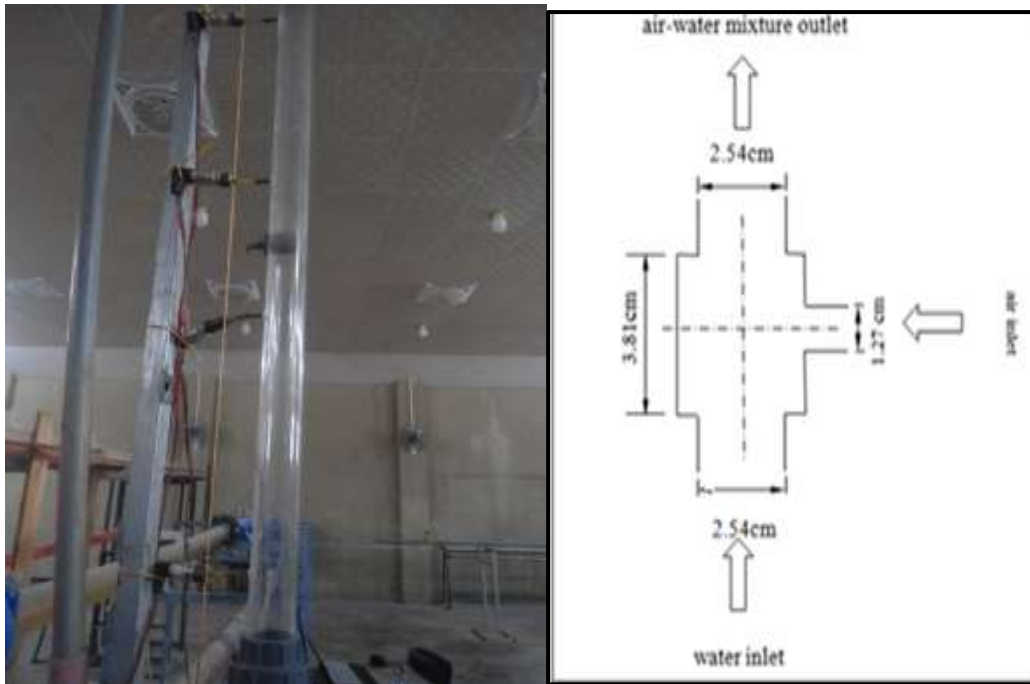 air-water mixture outlet
2.54cm
3.81cm
1.27 cm
air inlet
2.54cm
water inlet